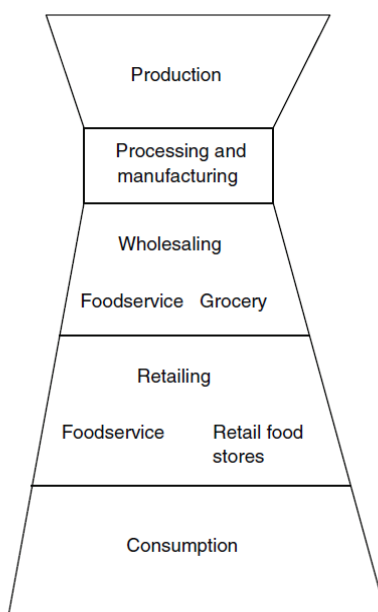 Production
Processing and
manufacturing
Wholesaling
Foodservice Grocery
Retailing
Foodservice Retail food
stores
Consumption